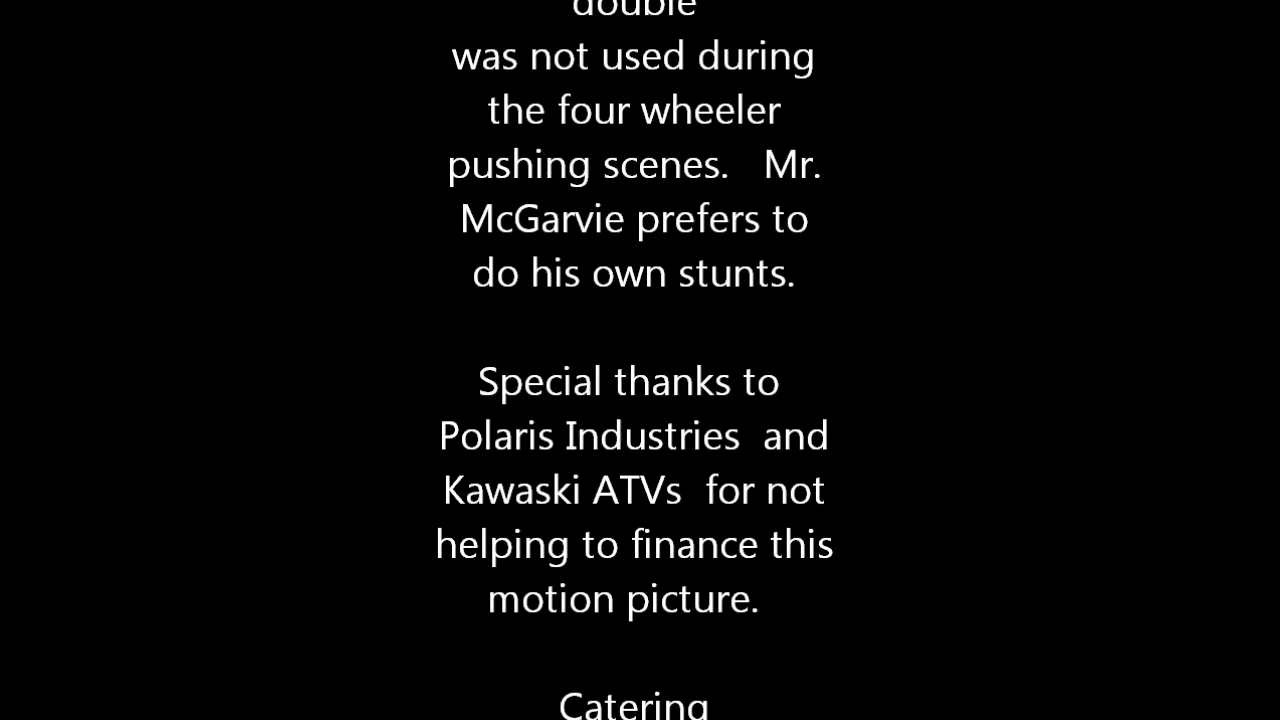 double
was not used during
the four wheeler
pushing scenes.   Mr.
McGarvie prefers to
do his own stunts.
Special thanks to
Polaris Industries  and
Kawaski ATVs  for not
helping to finance this
motion picture.
Catering